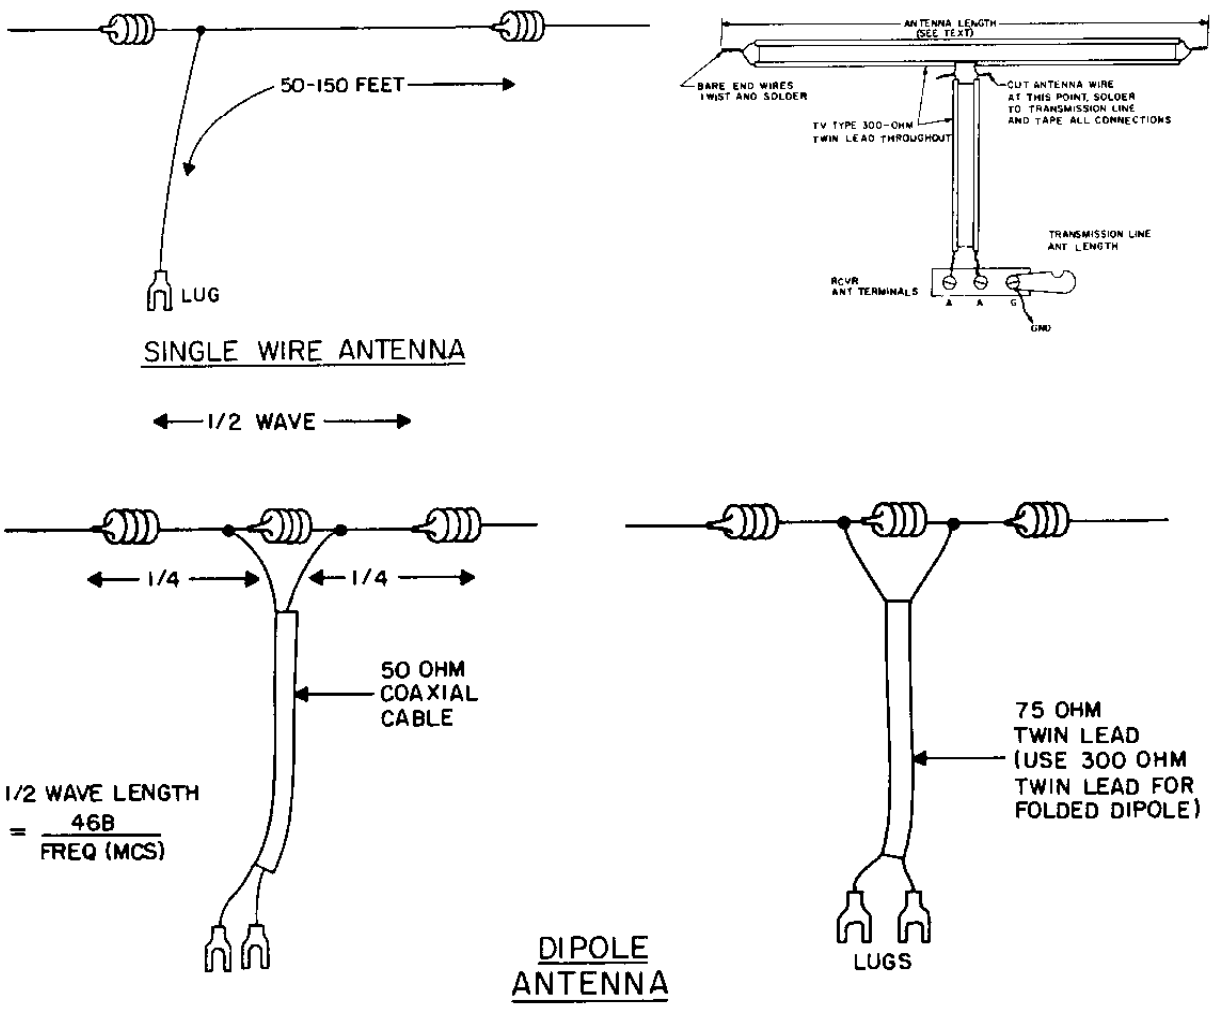 50-150 FEET
LUG
SINGLE WIRE ANTENNA
ANTENNA LENGTH
(SEE TEXT)
BARE END WIRES
TWIST AND SOLDER
CUT ANTENNA WIRE
AT THIS POINT, SOLDER
TO TRANSMISSION LINE
AND TAPE ALL CONNECTIONS
TV TYPE 300-OHM
TWIN LEAD THROUGHOUT
TRANSMISSION LINE
ANT LENGTH
RCVR
ANT TERMINALS
A A G
GND
1/2 WAVE
1/4 1/4
50 OHM
COAXIAL
CABLE
1/2 WAVE LENGTH
= 46B
FREQ (MCS)
75 OHM
TWIN LEAD
(USE 300 OHM
TWIN LEAD FOR
FOLDED DIPOLE)
LUGS
DIPOLE
ANTENNA